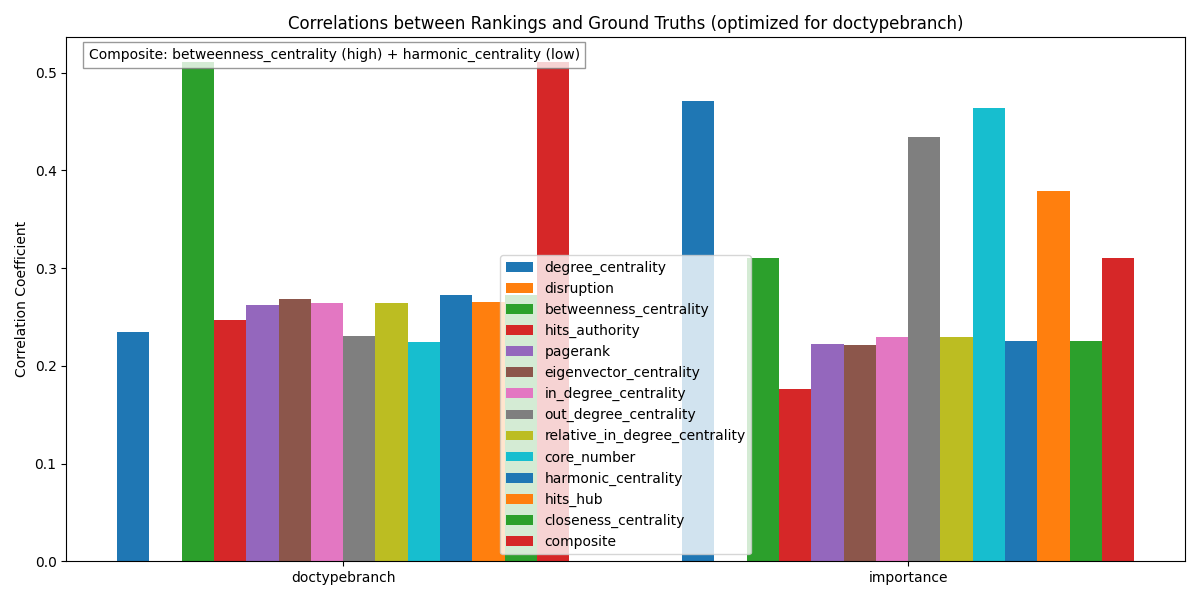 Correlations between Rankings and Ground Truths (optimized for doctypebranch)
Composite: betweenness_centrality (high) + harmonic_centrality (low)
Correlation Coefficient
0.5
0.4
0.3
0.2
0.1
0.0
degree_centrality
disruption
betweenness_centrality
hits_authority
pagerank
eigenvector_centrality
in_degree_centrality
out_degree_centrality
relative_in_degree_centrality
core_number
harmonic_centrality
hits_hub
closeness_centrality
composite
doctypebranch
importance